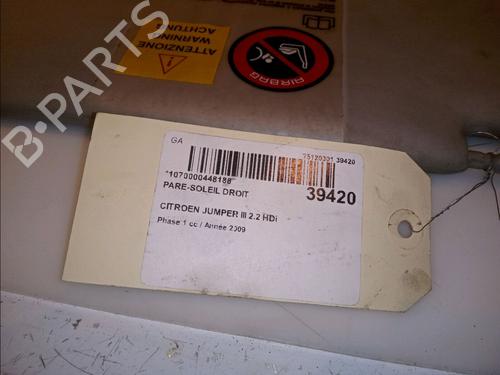 B-PARTS
ATTENZIONE
WARNING
ACHTUNG
AIRBAG
GA
75120301 39420
*1070000448188*
PARE-SOLEIL DROIT
39420
CITROEN JUMPER III 2.2 HDi
Phase 1 cc / Année 2009